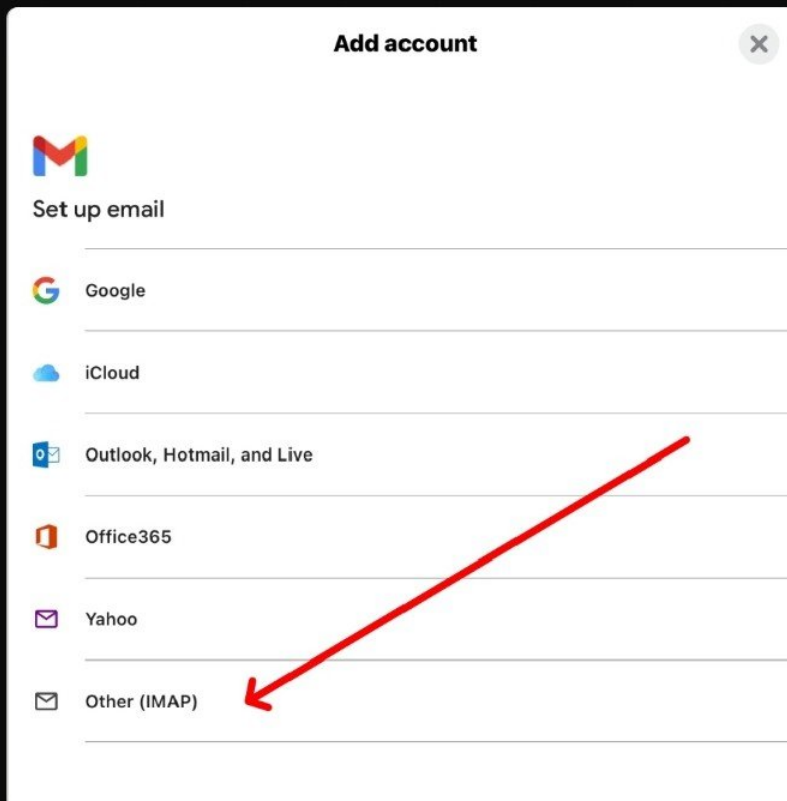 Add account
Set up email
Google
iCloud
Outlook, Hotmail, and Live
Office365
Yahoo
Other (IMAP)